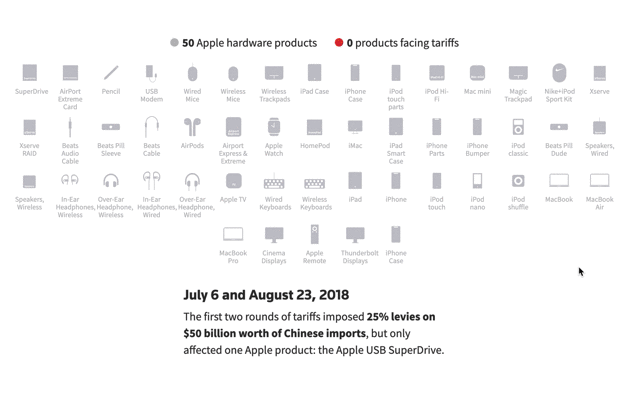 50 Apple hardware products 0 products facing tariffs
SuperDrive AirPort Extreme Card Pencil USB Modem Wired Mice Wireless Mice Wireless Trackpads iPad Case iPhone Case iPod touch parts iPod Hi-Fi Mac mini Magic Trackpad Nike+iPod Sport Kit Xserve
Xserve RAID Beats Audio Cable Beats Pill Sleeve Beats Cable AirPods Airport Express & Extreme Apple Watch HomePod iMac iPad Smart Case iPhone Parts iPhone Bumper iPod classic Beats Pill Dude Speakers, Wired
Speakers, Wireless In-Ear Headphones, Wireless Over-Ear Headphone, Wireless In-Ear Headphones, Wired Over-Ear Headphone, Wired Apple TV Wired Keyboards Wireless Keyboards iPad iPhone iPod touch iPod nano iPod shuffle MacBook MacBook Air
MacBook Pro Cinema Displays Apple Remote Thunderbolt Displays iPhone Case
July 6 and August 23, 2018
The first two rounds of tariffs imposed 25% levies on
$50 billion worth of Chinese imports, but only
affected one Apple product: the Apple USB SuperDrive.